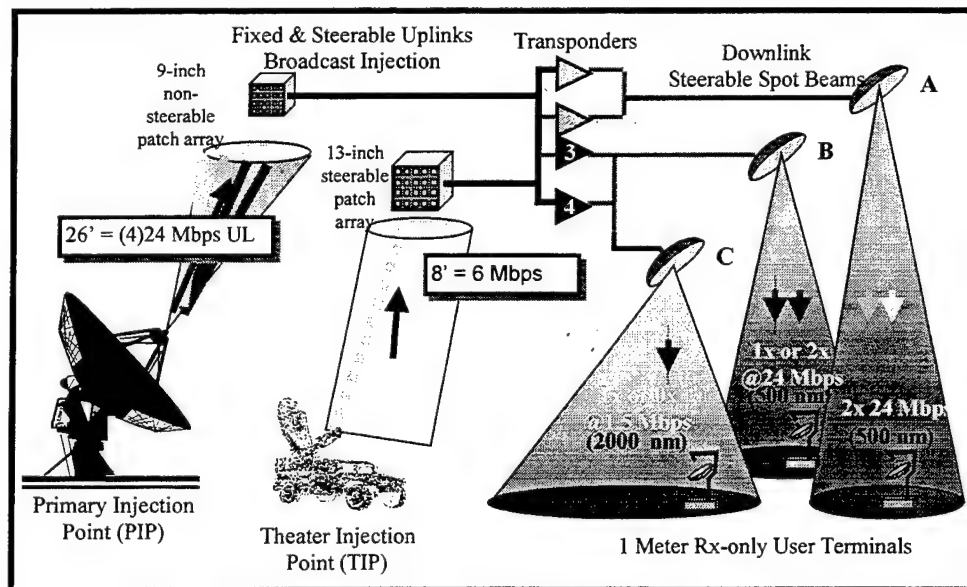 Fixed & Steerable Uplinks
Broadcast Injection
Transponders
Downlink
Steerable Spot Beams
A
9-inch
non-
steerable
patch array
13-inch
steerable
patch
array
3
B
4
26' = (4)24 Mbps UL
8' = 6 Mbps
C
1x or 2x
@24 Mbps
(500 nm)
2x 24 Mbps
(500 nm)
@1.5 Mbps
(2000 nm)
Primary Injection
Point (PIP)
Theater Injection
Point (TIP)
1 Meter Rx-only User Terminals